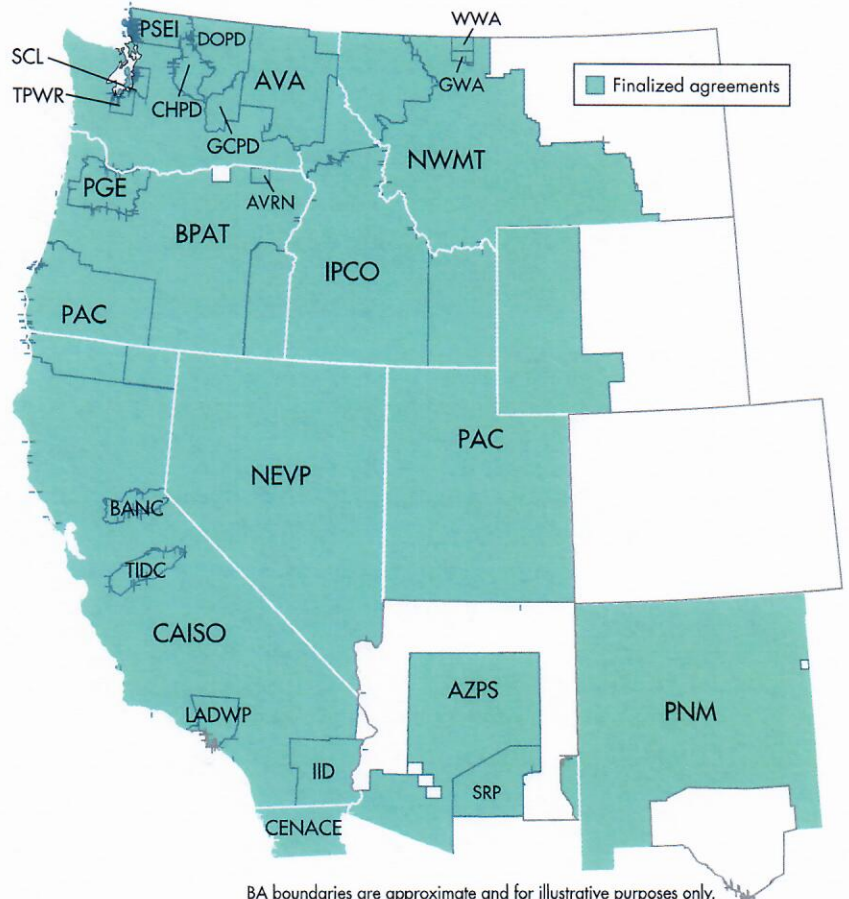 WWA
PSEI
DOPD
SCL
AVA
GWA
Finalized agreements
TPWR
CHPD
GCPD
NWMT
PGE
AVRN
BPAT
IPCO
PAC
PAC
NEVP
BANC
TIDC
CAISO
AZPS
LADWP
PNM
IID
SRP
CENACE
BA boundaries are approximate and for illustrative purposes only.